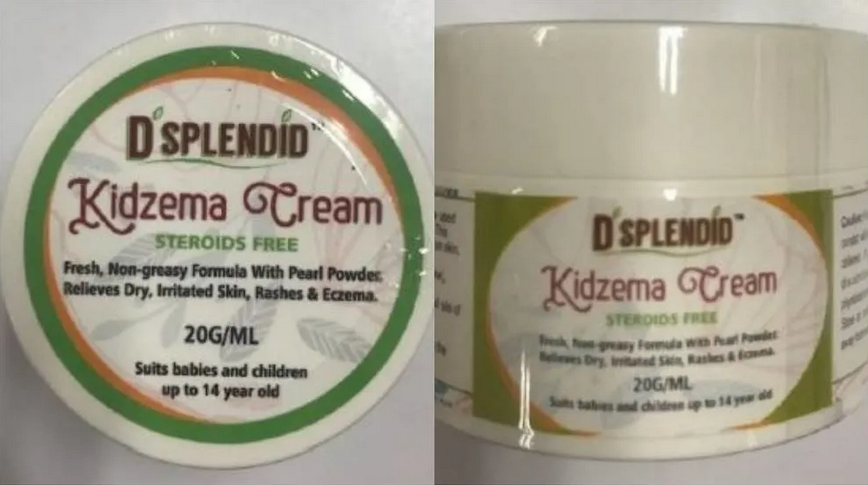 D'SPLENDID™
Kidzema Cream
STEROIDS FREE
Fresh, Non-greasy Formula With Pearl Powder.
Relieves Dry, Irritated Skin, Rashes & Eczema.
20G/ML
Suits babies and children
up to 14 year old
D'SPLENDID™
Kidzema Cream
STEROIDS FREE
Fresh, Non-greasy Formula With Pearl Powder.
Relieves Dry, Irritated Skin, Rashes & Eczema.
20G/ML
Suits babies and children up to 14 year old